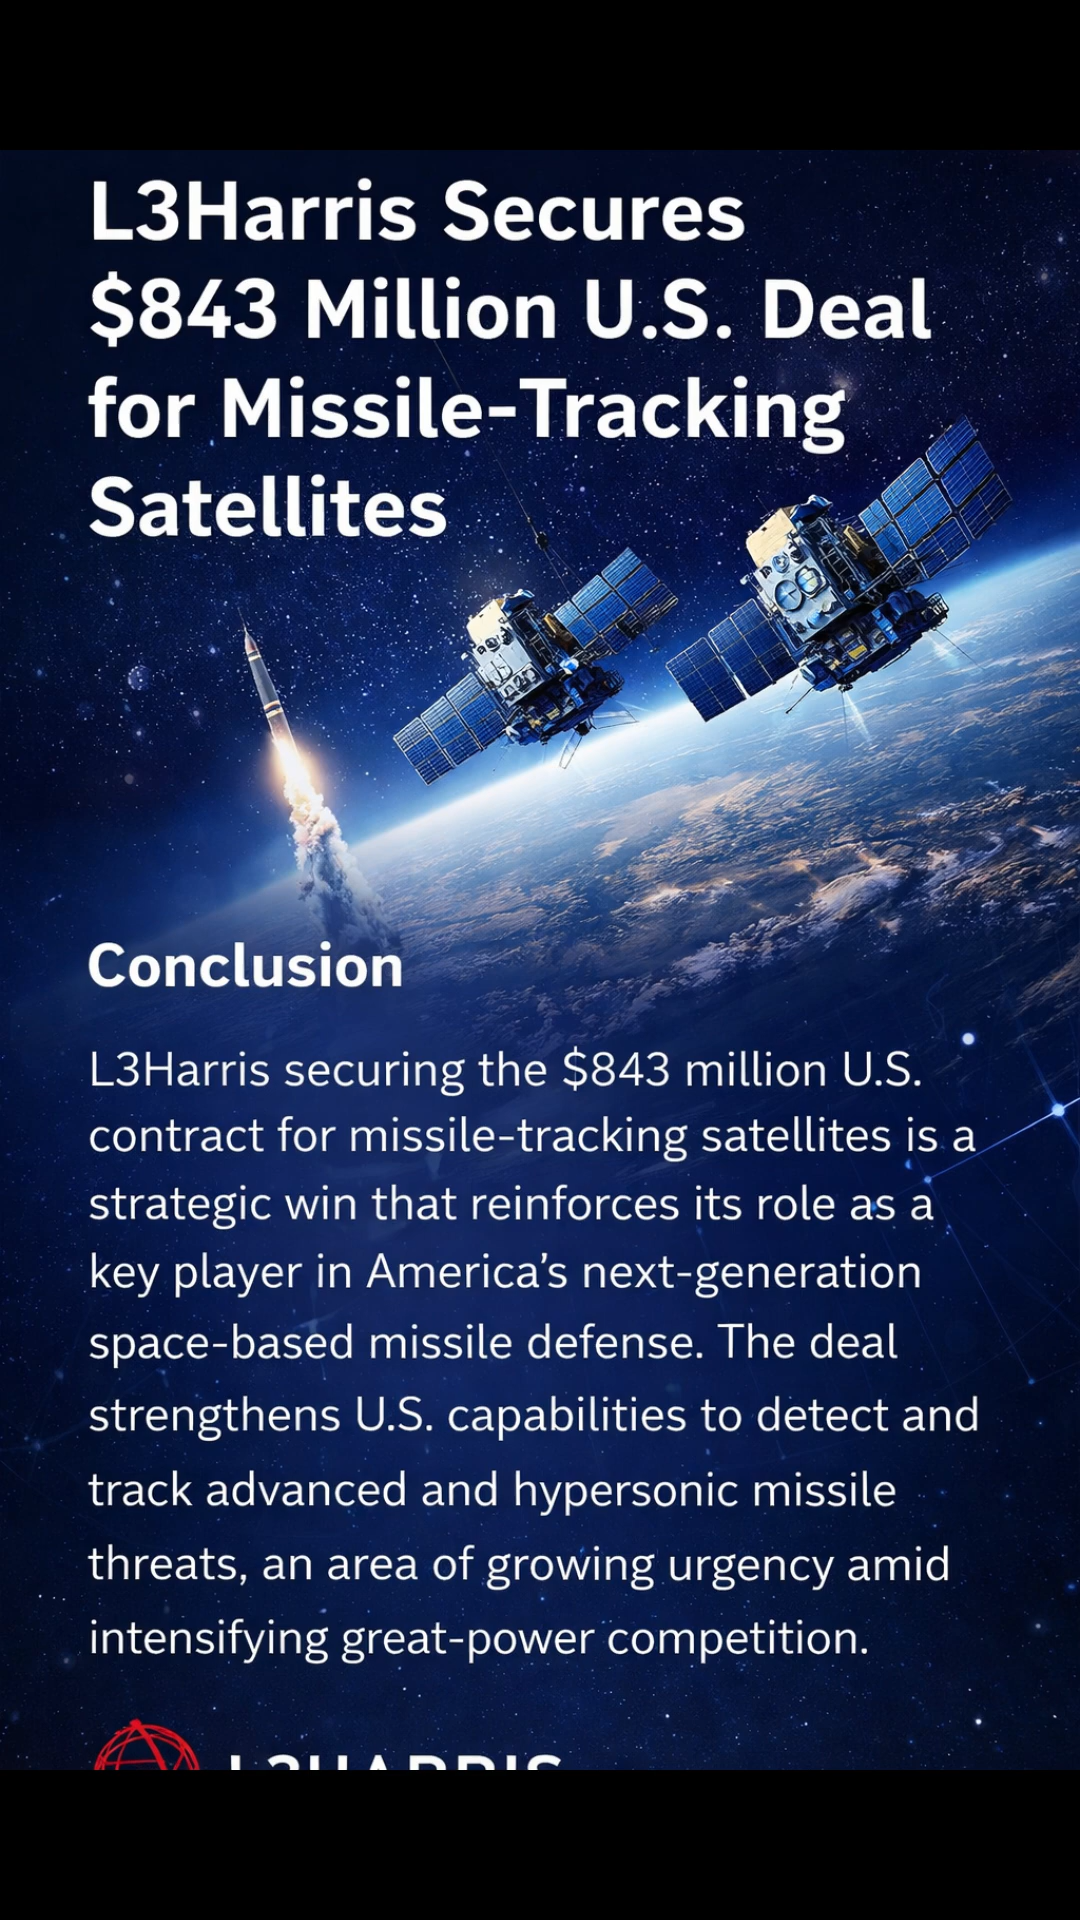 L3Harris Secures
$843 Million U.S. Deal
for Missile-Tracking
Satellites
Conclusion
L3Harris securing the $843 million U.S.
contract for missile-tracking satellites is a
strategic win that reinforces its role as a
key player in America’s next-generation
space-based missile defense. The deal
strengthens U.S. capabilities to detect and
track advanced and hypersonic missile
threats, an area of growing urgency amid
intensifying great-power competition.
L3HARRIS